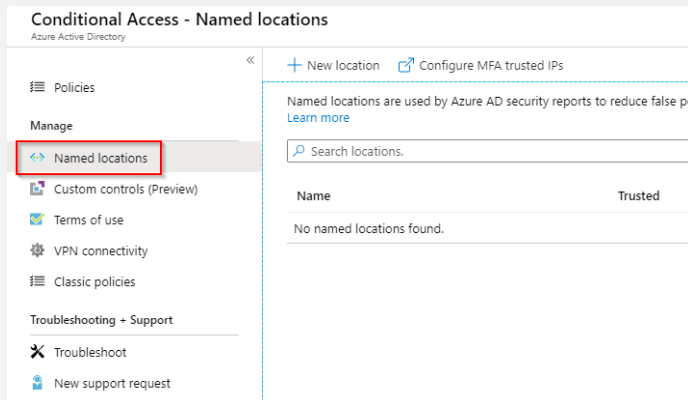 Conditional Access - Named locations
Azure Active Directory
«
Policies
Manage
Named locations
Custom controls (Preview)
Terms of use
VPN connectivity
Classic policies
Troubleshooting + Support
Troubleshoot
New support request
New location
Configure MFA trusted IPs
Named locations are used by Azure AD security reports to reduce false
Learn more
Search locations.
Name Trusted
No named locations found.